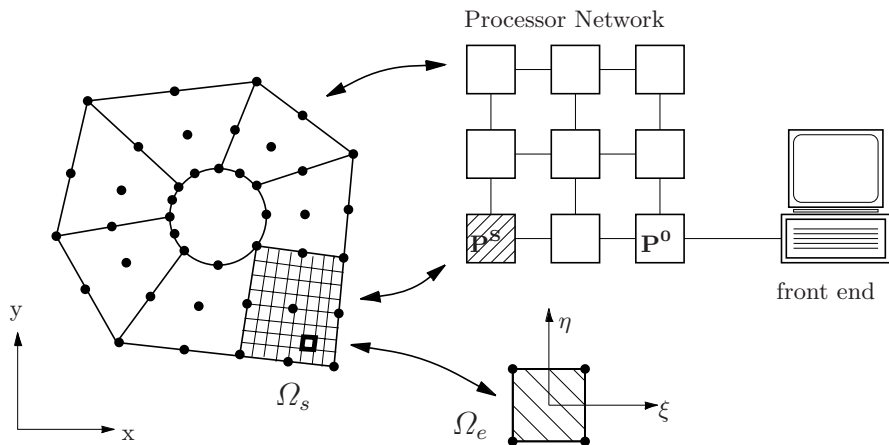 Processor Network
P^S
P^0
front end
y
x
Ω_s
η
ξ
Ω_e